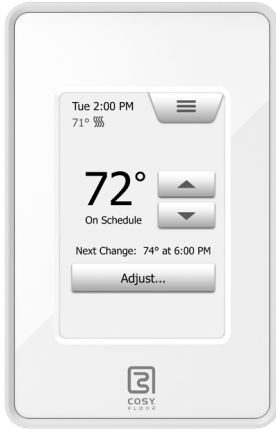 Tue 2:00 PM
71°
72°
On Schedule
Next Change: 74° at 6:00 PM
Adjust...
COSY
FLOOR